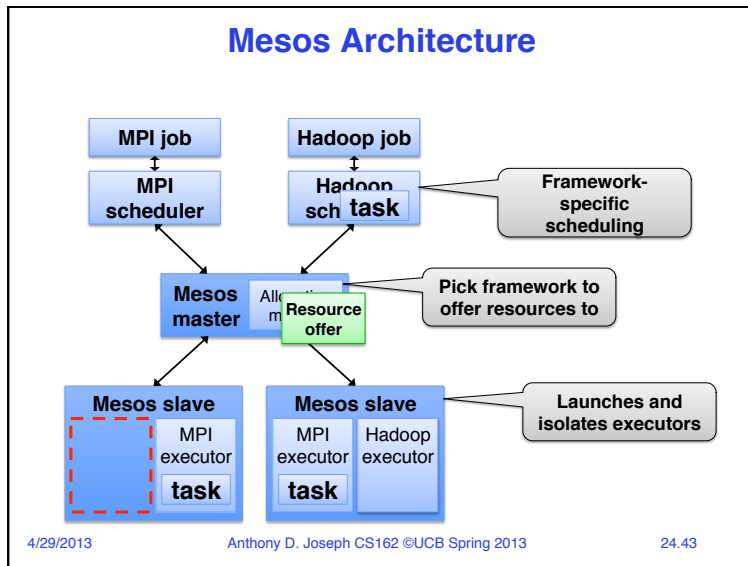 Mesos Architecture
MPI job
Hadoop job
MPI
scheduler
Hadoop
task
Framework-
specific
scheduling
Mesos
master
Resource
offer
Pick framework to
offer resources to
Mesos slave
MPI
executor
task
Mesos slave
MPI
executor
task
Hadoop
executor
Launches and
isolates executors
4/29/2013
Anthony D. Joseph CS162 ©UCB Spring 2013
24.43